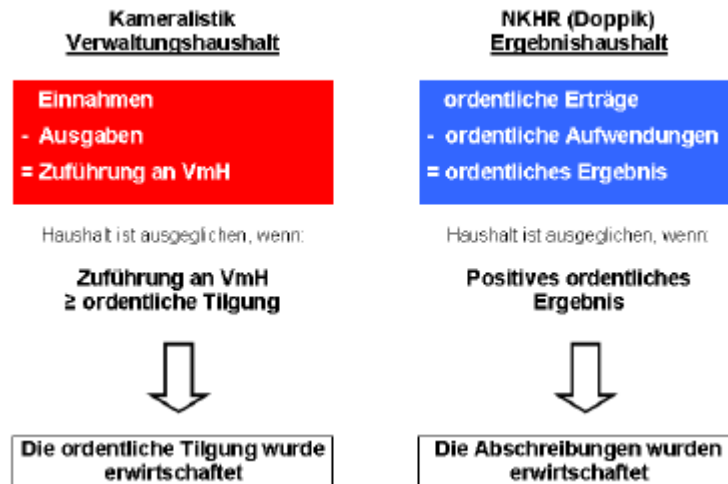 Kameralistik
Verwaltungshaushalt
Einnahmen
- Ausgaben
= Zuführung an VmH
Haushalt ist ausgeglichen, wenn:
Zuführung an VmH
≥ ordentliche Tilgung
Die ordentliche Tilgung wurde
erwirtschaftet
NKHR (Doppik)
Ergebnishaushalt
ordentliche Erträge
- ordentliche Aufwendungen
= ordentliches Ergebnis
Haushalt ist ausgeglichen, wenn:
Positives ordentliches
Ergebnis
Die Abschreibungen wurden
erwirtschaftet